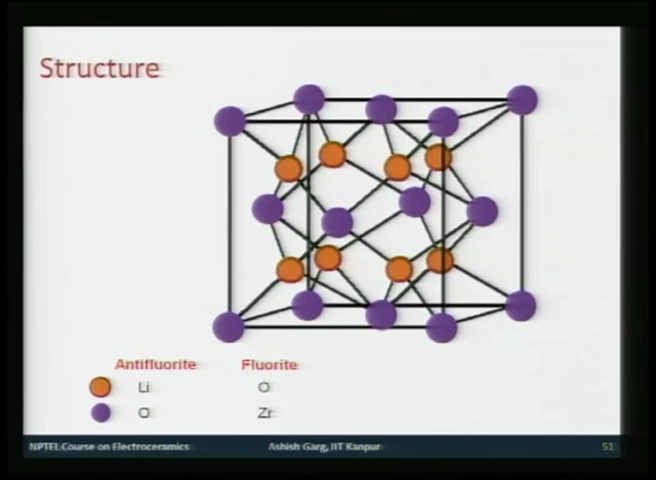 Structure
Antifluorite Fluorite
Li O
O Zr
NPTEL Course on Electroceramics Ashish Garg, IIT Kanpur 51